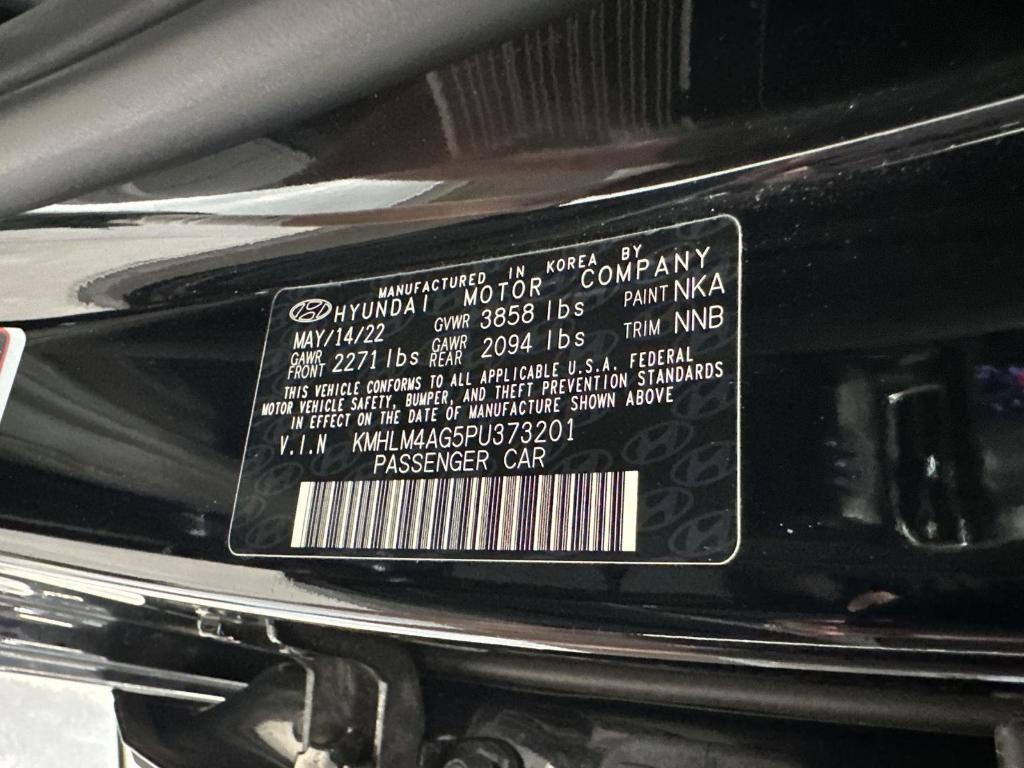 MANUFACTURED IN KOREA BY
HYUNDAI MOTOR COMPANY
MAY/14/22 GVWR 3858 lbs PAINT NKA
GAWR FRONT 2271 lbs GAWR REAR 2094 lbs TRIM NNB
THIS VEHICLE CONFORMS TO ALL APPLICABLE U.S.A. FEDERAL
MOTOR VEHICLE SAFETY, BUMPER, AND THEFT PREVENTION STANDARDS
IN EFFECT ON THE DATE OF MANUFACTURE SHOWN ABOVE
V.I.N KMHLM4AG5PU373201
PASSENGER CAR